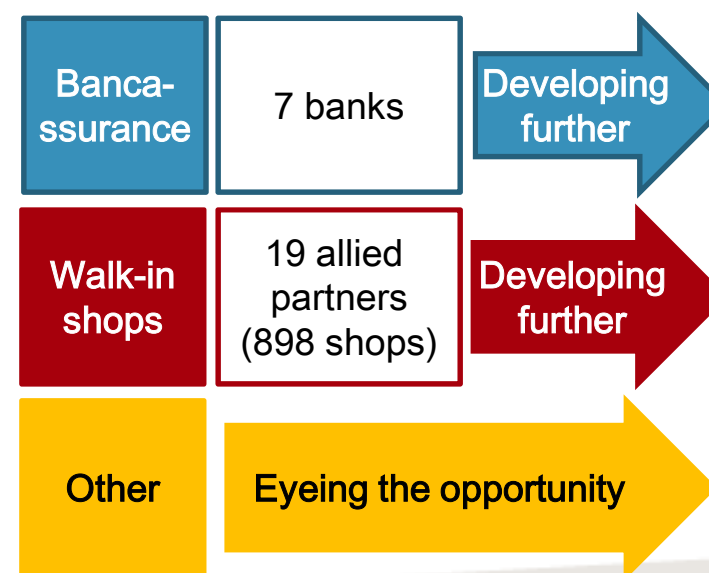 Banca-
ssurance
7 banks
Developing
further
Walk-in
shops
19 allied
partners
(898 shops)
Developing
further
Other
Eyeing the opportunity